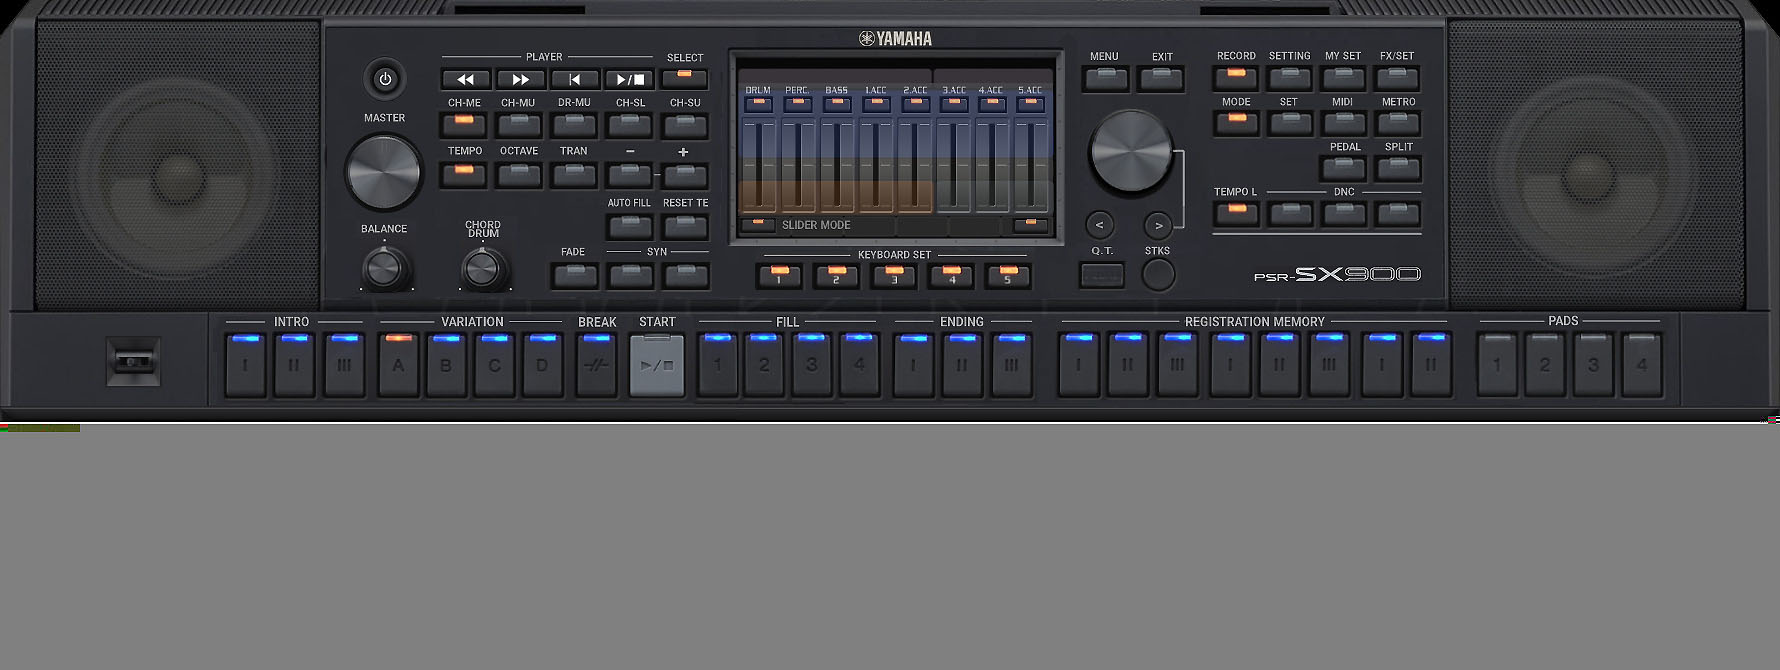 YAMAHA
PLAYER SELECT
MENU EXIT
RECORD SETTING MY SET FX/SET
CH-ME CH-MU DR-MU CH-SL CH-SU
DRUM PERC. BASS 1.ACC 2.ACC 3.ACC 4.ACC 5.ACC
MODE SET MIDI METRO
MASTER
TEMPO OCTAVE TRAN - +
PEDAL SPLIT
AUTO FILL RESET TE
TEMPO L DNC
BALANCE CHORD DRUM
SLIDER MODE
< >
FADE SYN
KEYBOARD SET
Q.T. STKS
1 2 3 4 5
PSR-SX900
INTRO VARIATION BREAK START FILL ENDING REGISTRATION MEMORY PADS
I II III A B C D 1 2 3 4 I II III I II III I II III I II 1 2 3 4